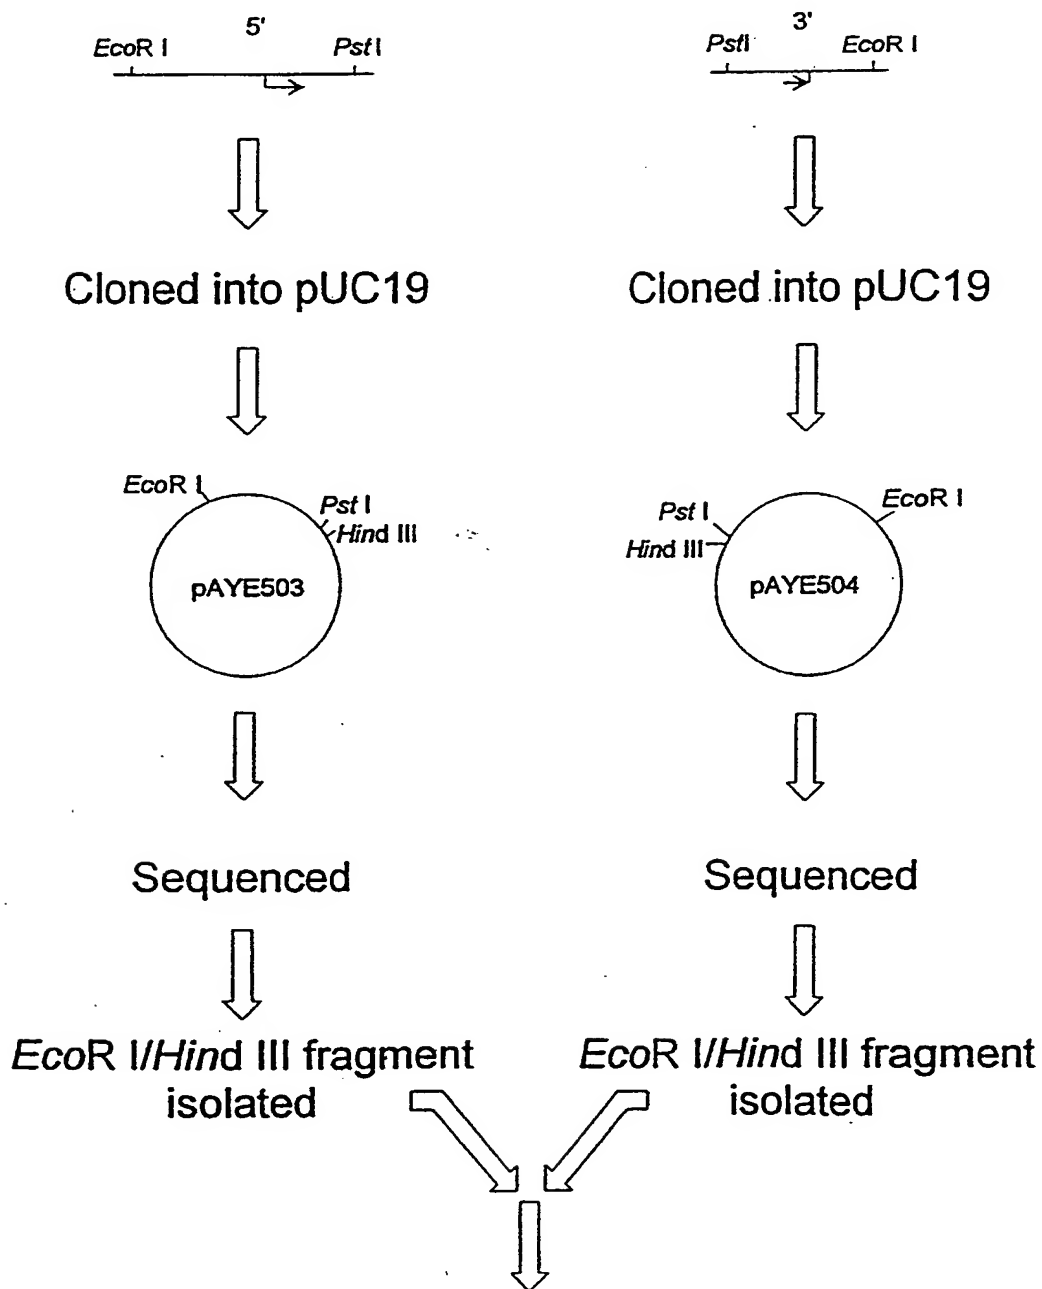 5'
EcoR I
Pst I
3'
PstI
EcoR I
Cloned into pUC19
Cloned into pUC19
EcoR I
Pst I
Hind III
pAYE503
Pst I
Hind III
EcoR I
pAYE504
Sequenced
Sequenced
EcoR I/Hind III fragment
isolated
EcoR I/Hind III fragment
isolated